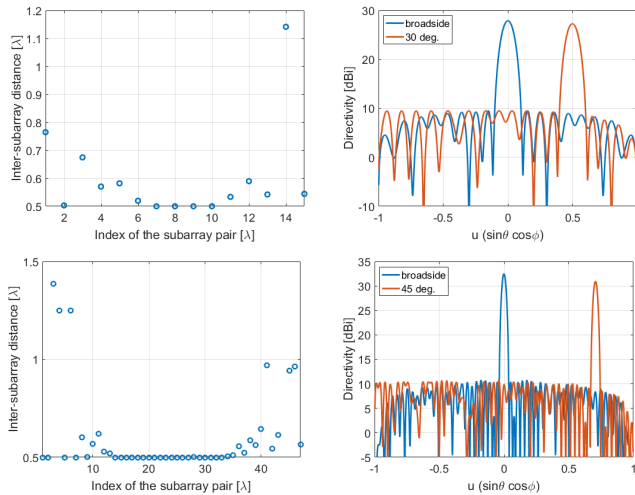 1.2
1.1
1
0.9
0.8
0.7
0.6
0.5
2 4 6 8 10 12 14
Index of the subarray pair [λ]
Inter-subarray distance [λ]
30
20
10
0
-10
-1 -0.5 0 0.5
u (sinθ cosϕ)
Directivity [dBi]
broadside
30 deg.
1.5
1
0.5
10 20 30 40
Index of the subarray pair [λ]
Inter-subarray distance [λ]
35
30
25
20
15
10
5
0
-5
-1 -0.5 0 0.5 1
u (sinθ cosϕ)
Directivity [dBi]
broadside
45 deg.